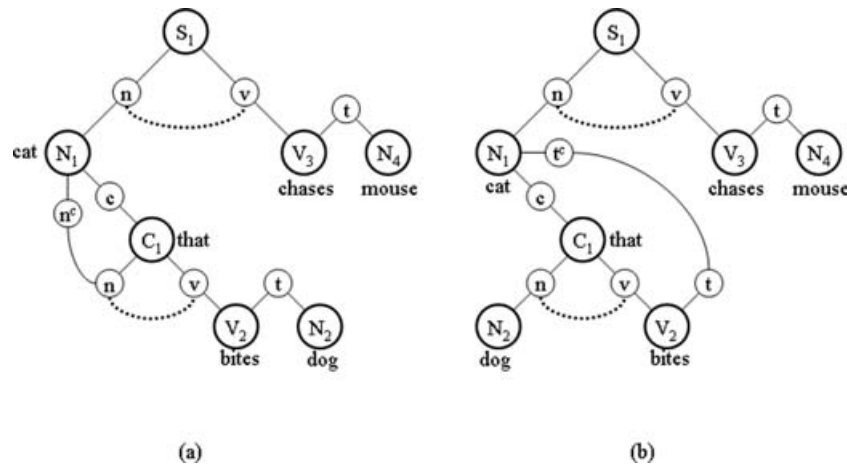 S1 S1
n v t n v t
cat N1 V3 N4 N1 tc V3 N4
chases mouse cat chases mouse
c c
nc
C1 that C1 that
n v t n v t
V2 N2 N2 V2
bites dog dog bites
(a) (b)